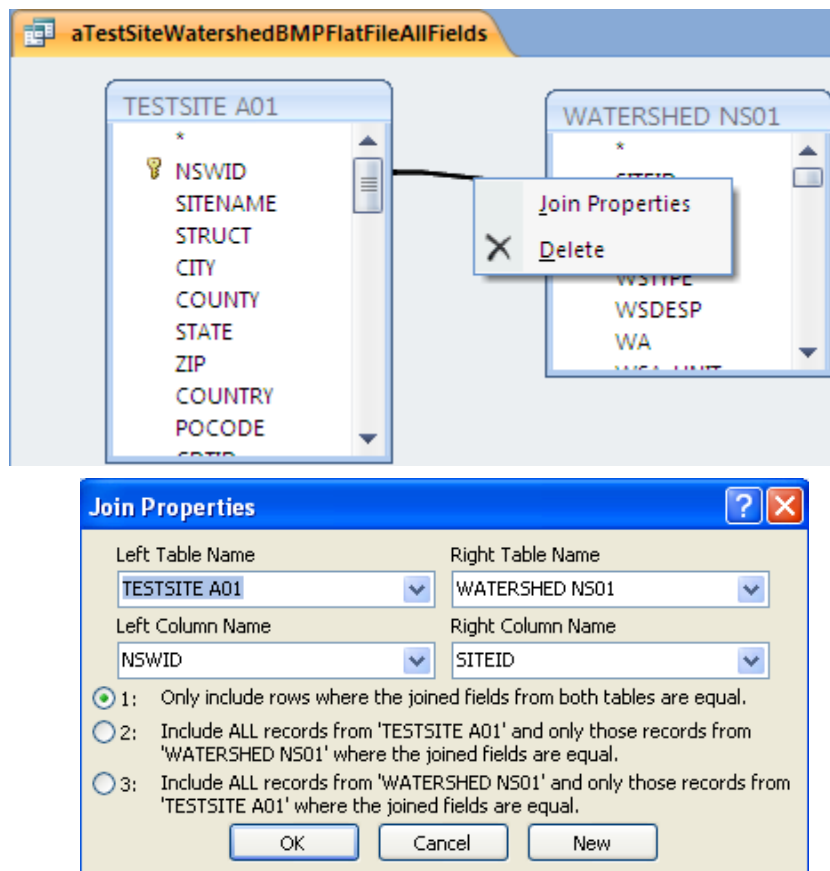 aTestSiteWatershedBMPFlatFileAllFields
TESTSITE A01
*
NSWID
SITENAME
STRUCT
CITY
COUNTY
STATE
ZIP
COUNTRY
POCODE
WATERSHED NS01
*
SITEID
Join Properties
Delete
WSTYPE
WSDESP
WA
WSA_UNIT
Join Properties
Left Table Name
Right Table Name
TESTSITE A01
WATERSHED NS01
Left Column Name
Right Column Name
NSWID
SITEID
1: Only include rows where the joined fields from both tables are equal.
2: Include ALL records from 'TESTSITE A01' and only those records from
'WATERSHED NS01' where the joined fields are equal.
3: Include ALL records from 'WATERSHED NS01' and only those records from
'TESTSITE A01' where the joined fields are equal.
OK
Cancel
New